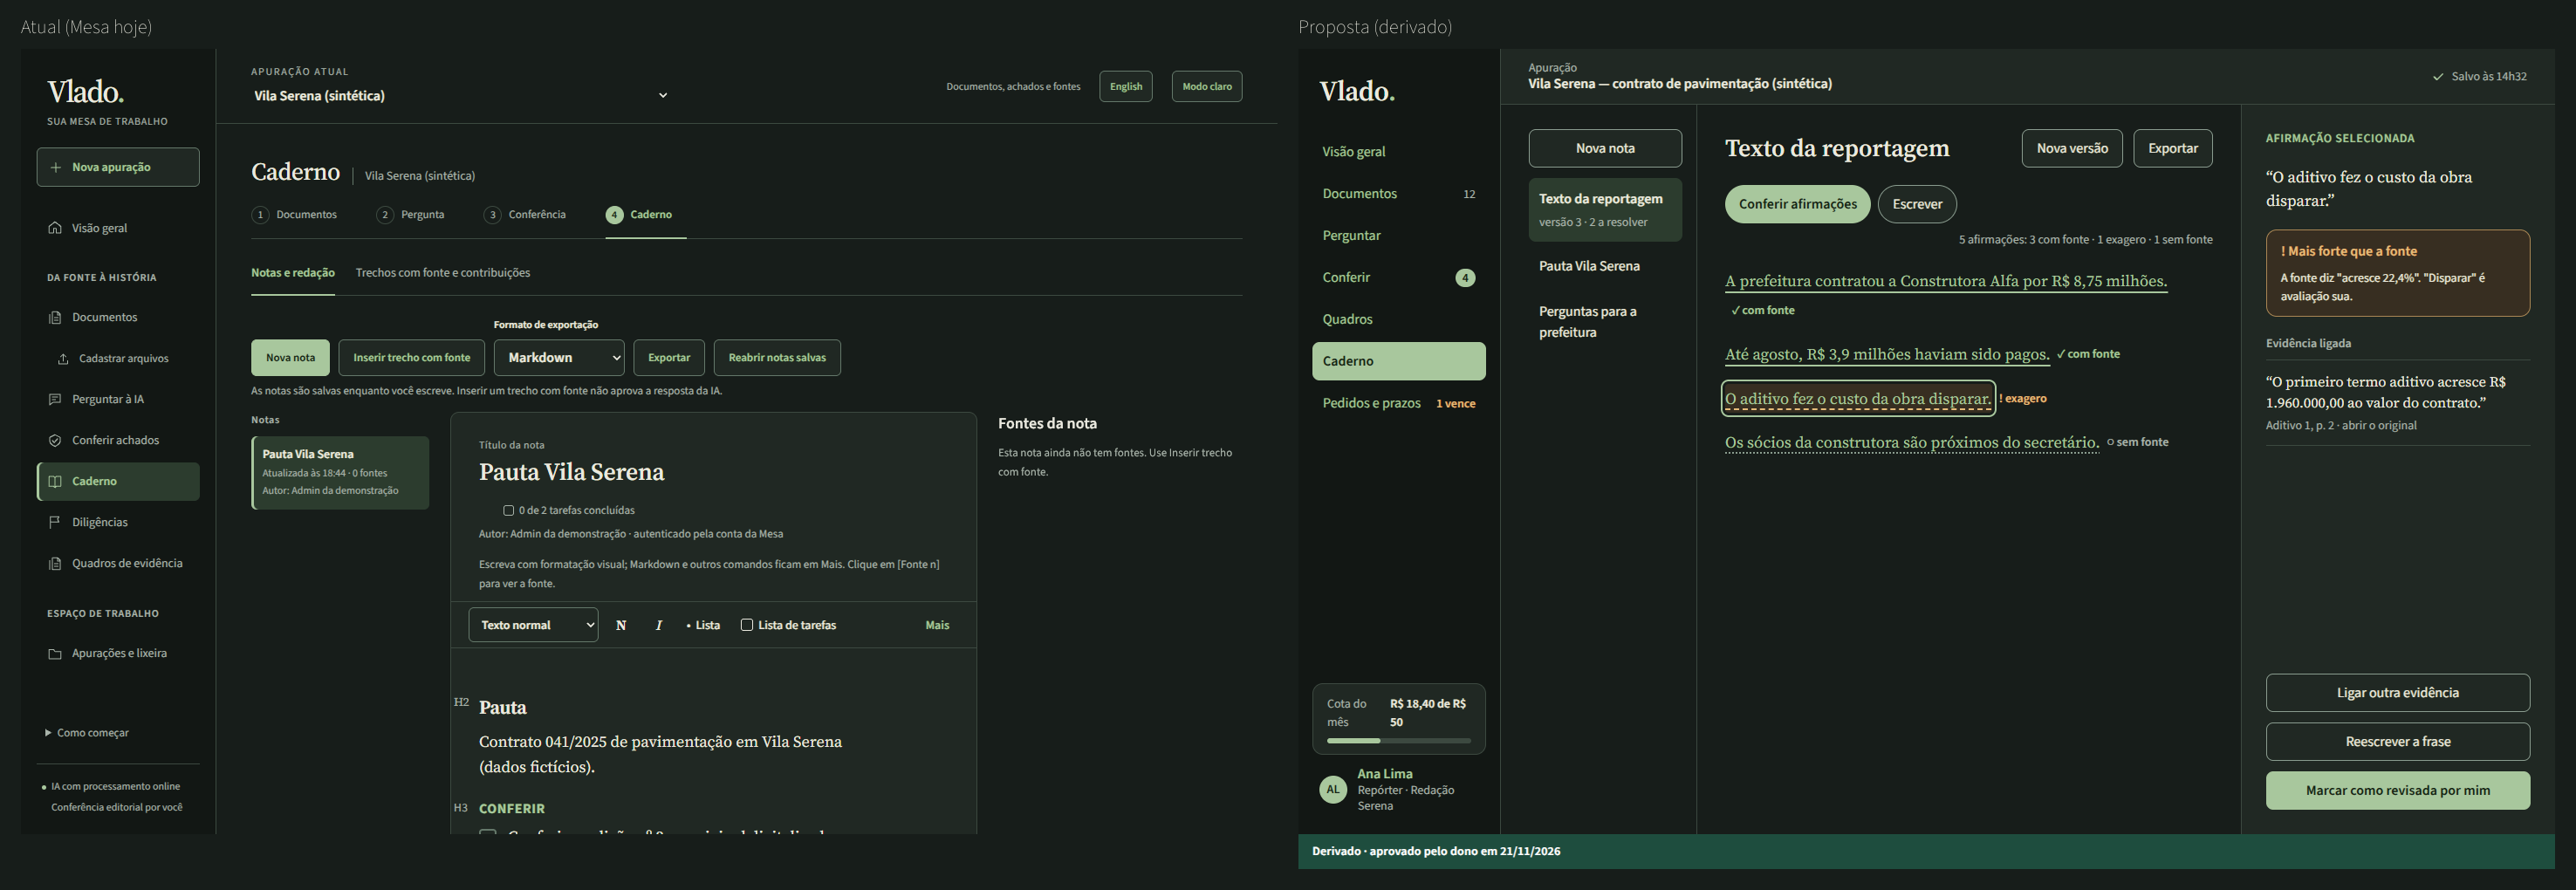 Atual (Mesa hoje)
Vlado.
SUA MESA DE TRABALHO
Nova apuração
Visão geral
DA FONTE À HISTÓRIA
Documentos
Cadastrar arquivos
Perguntar à IA
Conferir achados
Caderno
Diligências
Quadros de evidência
ESPAÇO DE TRABALHO
Apurações e lixeira
Como começar
IA com processamento online
Conferência editorial por você
APURAÇÃO ATUAL
Vila Serena (sintética)
Documentos, achados e fontes
English
Modo claro
Caderno
Vila Serena (sintética)
1 Documentos
2 Pergunta
3 Conferência
4 Caderno
Notas e redação
Trechos com fonte e contribuições
Formato de exportação
Nova nota
Inserir trecho com fonte
Markdown
Exportar
Reabrir notas salvas
As notas são salvas enquanto você escreve. Inserir um trecho com fonte não aprova a resposta da IA.
Notas
Pauta Vila Serena
Atualizada às 18:44 · 0 fontes
Autor: Admin da demonstração
Título da nota
Pauta Vila Serena
0 de 2 tarefas concluídas
Autor: Admin da demonstração · autenticado pela conta da Mesa
Escreva com formatação visual; Markdown e outros comandos ficam em Mais. Clique em [Fonte n]
para ver a fonte.
Texto normal
N
I
• Lista
Lista de tarefas
Mais
H2 Pauta
Contrato 041/2025 de pavimentação em Vila Serena
(dados fictícios).
H3 CONFERIR
Fontes da nota
Esta nota ainda não tem fontes. Use Inserir trecho
com fonte.
Proposta (derivado)
Vlado.
Visão geral
Documentos 12
Perguntar
Conferir 4
Quadros
Caderno
Pedidos e prazos 1 vence
Cota do
mês
R$ 18,40 de R$
50
AL
Ana Lima
Repórter · Redação
Serena
Apuração
Vila Serena — contrato de pavimentação (sintética)
✓ Salvo às 14h32
Nova nota
Texto da reportagem
versão 3 · 2 a resolver
Pauta Vila Serena
Perguntas para a
prefeitura
Texto da reportagem
Nova versão
Exportar
Conferir afirmações
Escrever
5 afirmações: 3 com fonte · 1 exagero · 1 sem fonte
A prefeitura contratou a Construtora Alfa por R$ 8,75 milhões.
✓ com fonte
Até agosto, R$ 3,9 milhões haviam sido pagos. ✓ com fonte
O aditivo fez o custo da obra disparar. ! exagero
Os sócios da construtora são próximos do secretário. ○ sem fonte
AFIRMAÇÃO SELECIONADA
“O aditivo fez o custo da obra
disparar.”
! Mais forte que a fonte
A fonte diz "acresce 22,4%". "Disparar" é
avaliação sua.
Evidência ligada
“O primeiro termo aditivo acresce R$
1.960.000,00 ao valor do contrato.”
Aditivo 1, p. 2 · abrir o original
Ligar outra evidência
Reescrever a frase
Marcar como revisada por mim
Derivado · aprovado pelo dono em 21/11/2026